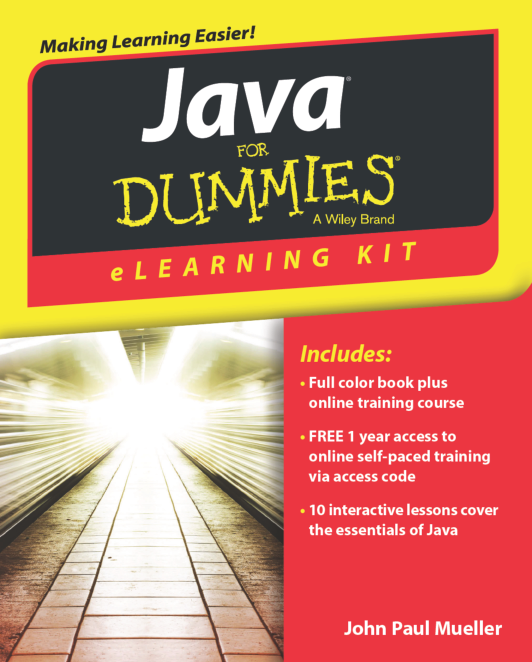 Making Learning Easier!
Java®
FOR
DUMMIES®
A Wiley Brand
eLEARNING KIT
Includes:
• Full color book plus
online training course
• FREE 1 year access to
online self-paced training
via access code
• 10 interactive lessons cover
the essentials of Java
John Paul Mueller